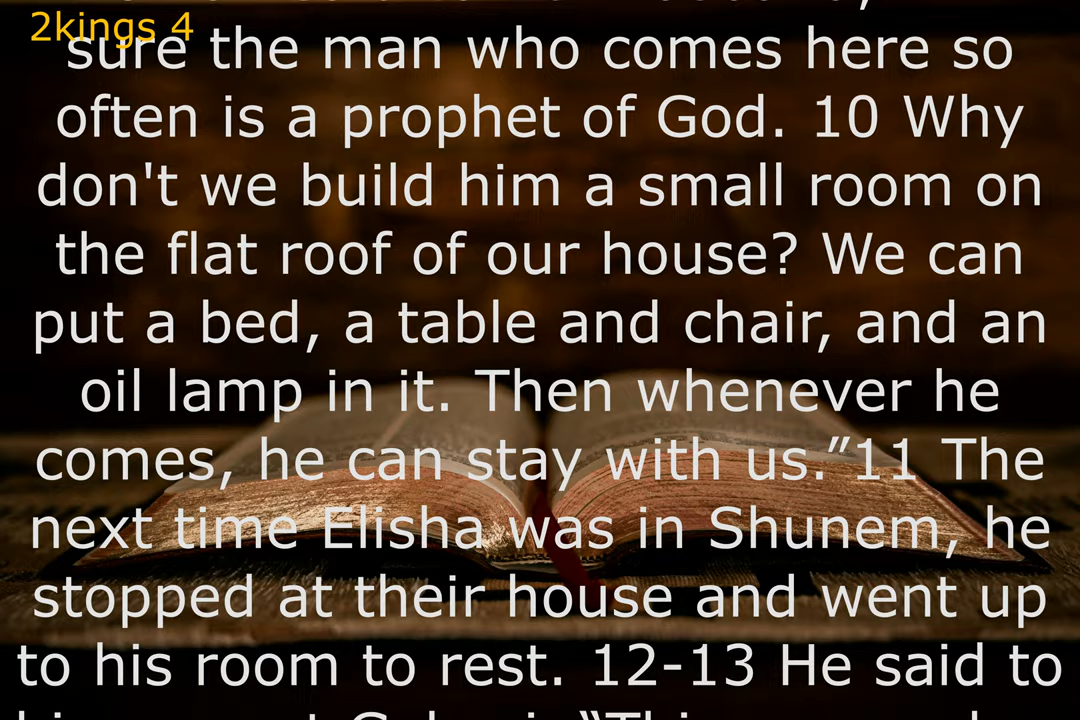 2kings 4
sure the man who comes here so
often is a prophet of God. 10 Why
don't we build him a small room on
the flat roof of our house? We can
put a bed, a table and chair, and an
oil lamp in it. Then whenever he
comes, he can stay with us.”11 The
next time Elisha was in Shunem, he
stopped at their house and went up
to his room to rest. 12-13 He said to